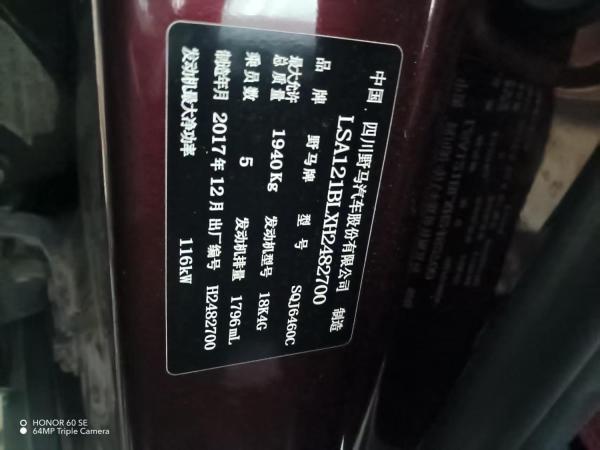 中国．四川野马汽车股份有限公司 制造
LSA121BLXH2482700
品牌 野马牌 型号 SQJ6460C
最大允许总质量 1940Kg 发动机型号 18K4G
乘员数 5 发动机排量 1796mL
制造年月 2017年12月 出厂编号 H2482700
发动机最大净功率 116kW
HONOR 60 SE
64MP Triple Camera